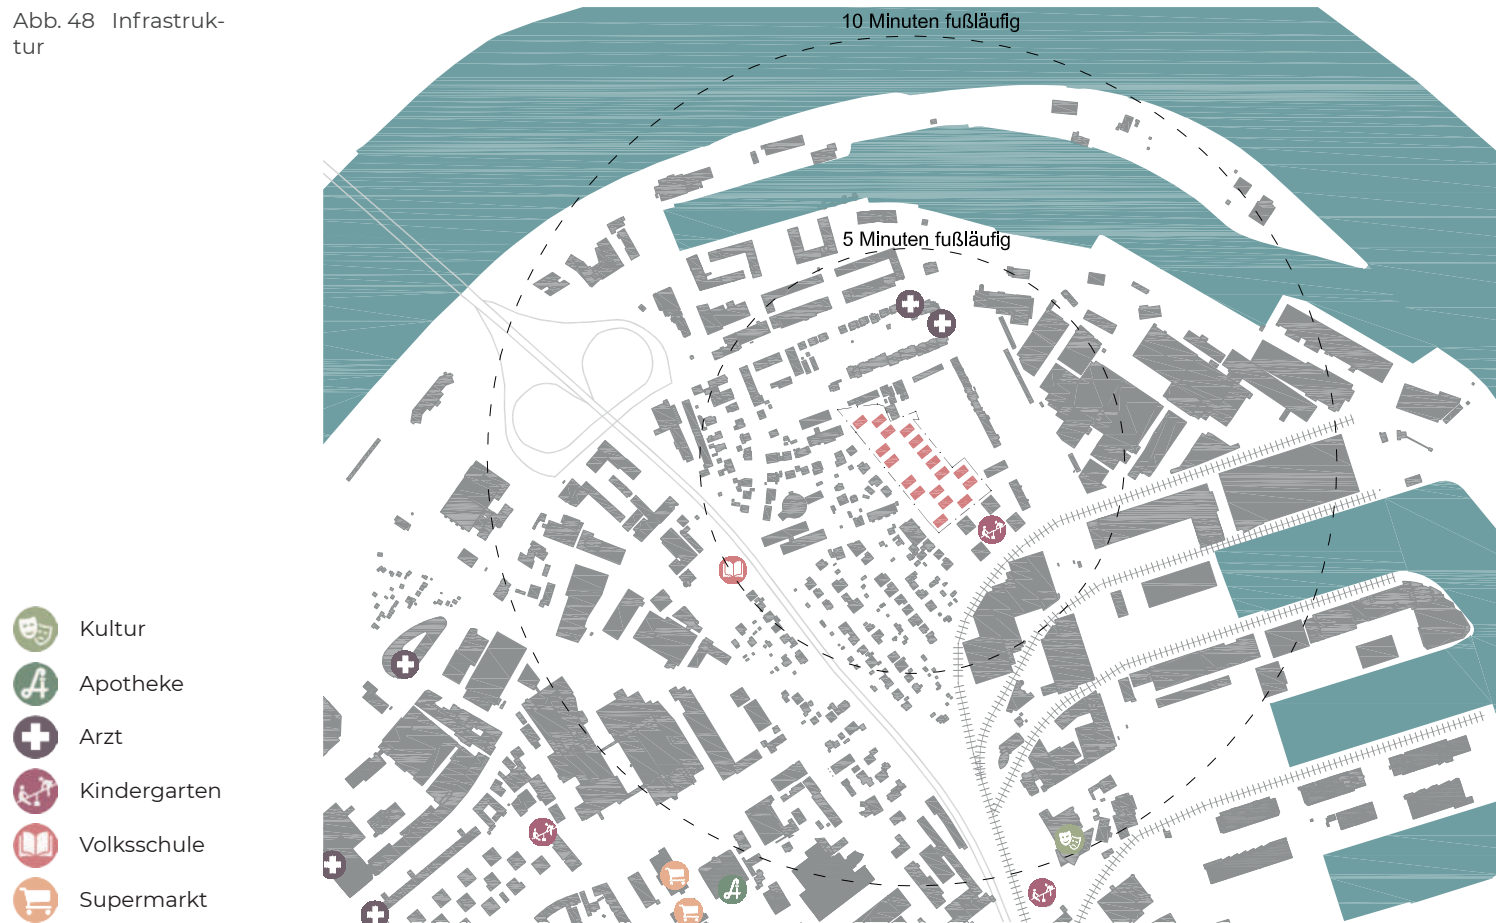 Abb. 48 Infrastruk-
tur
10 Minuten fußläufig
5 Minuten fußläufig
Kultur
Apotheke
Arzt
Kindergarten
Volksschule
Supermarkt